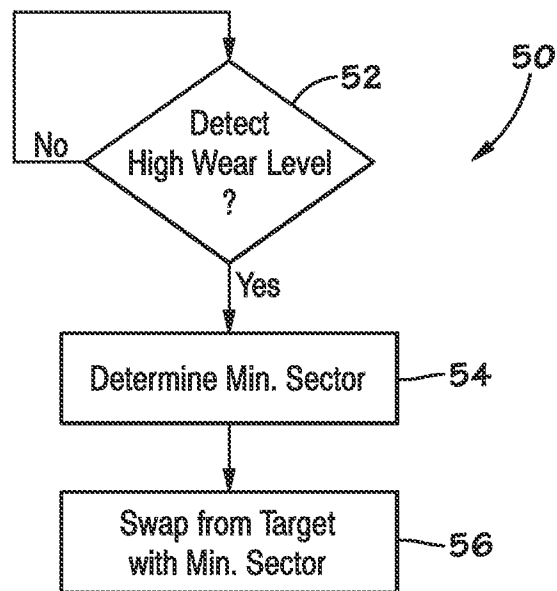 52
50
Detect
High Wear Level
?
No
Yes
Determine Min. Sector
54
Swap from Target
with Min. Sector
56